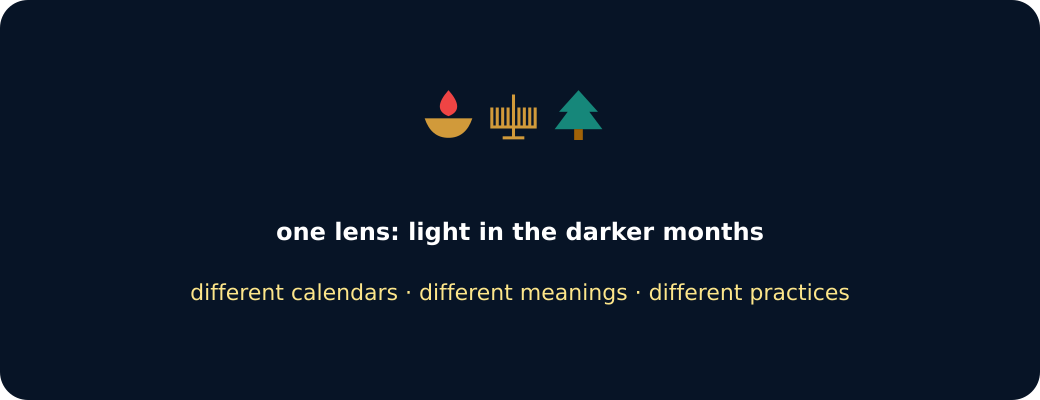 one lens: light in the darker months
different calendars · different meanings · different practices